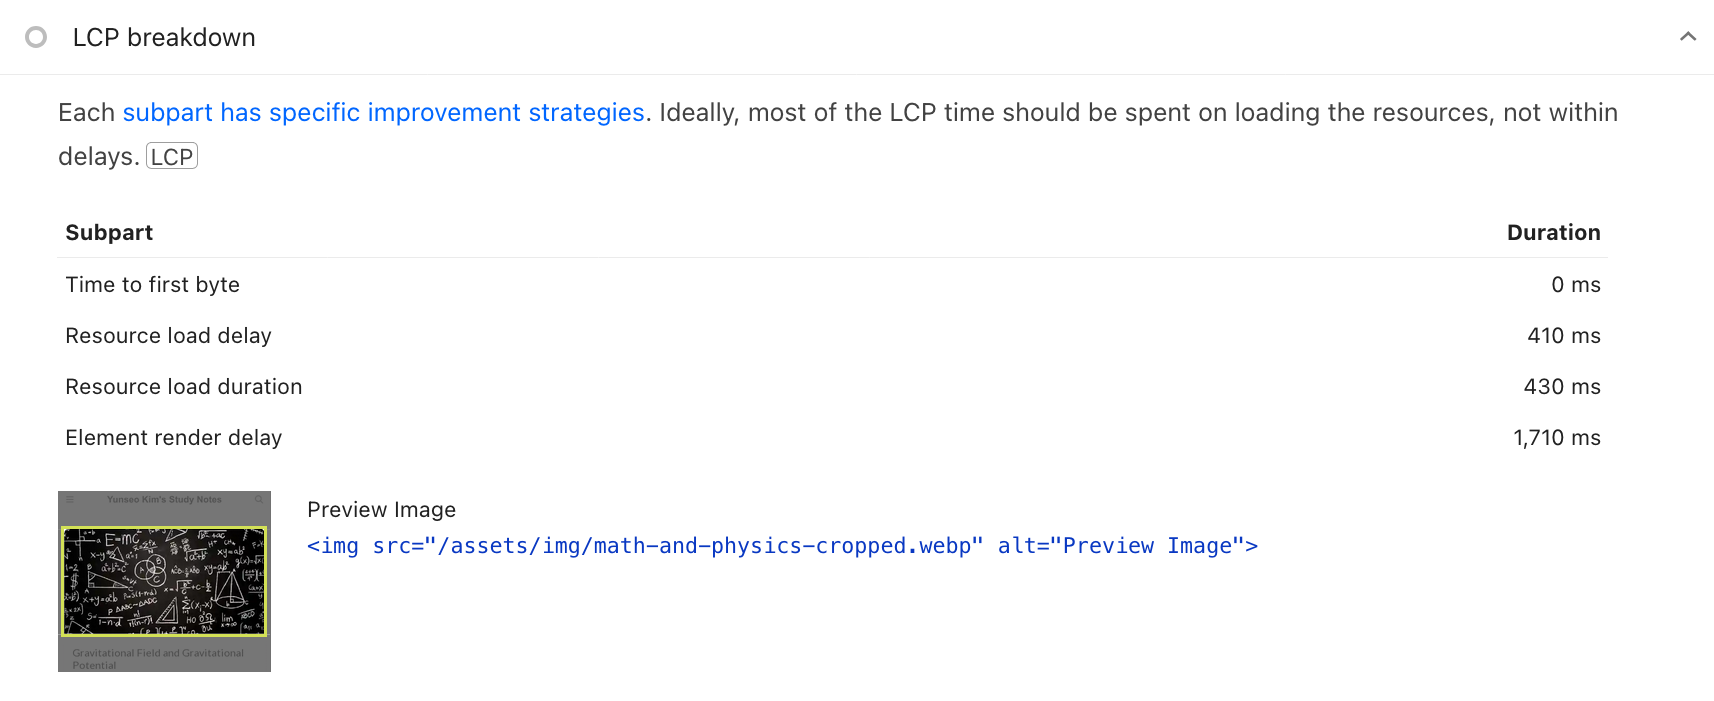 LCP breakdown
Each subpart has specific improvement strategies. Ideally, most of the LCP time should be spent on loading the resources, not within
delays. LCP
Subpart Duration
Time to first byte 0 ms
Resource load delay 410 ms
Resource load duration 430 ms
Element render delay 1,710 ms
Yunseo Kim's Study Notes
E=mc²
Gravitational Field and Gravitational
Potential
Preview Image
<img src="/assets/img/math-and-physics-cropped.webp" alt="Preview Image">